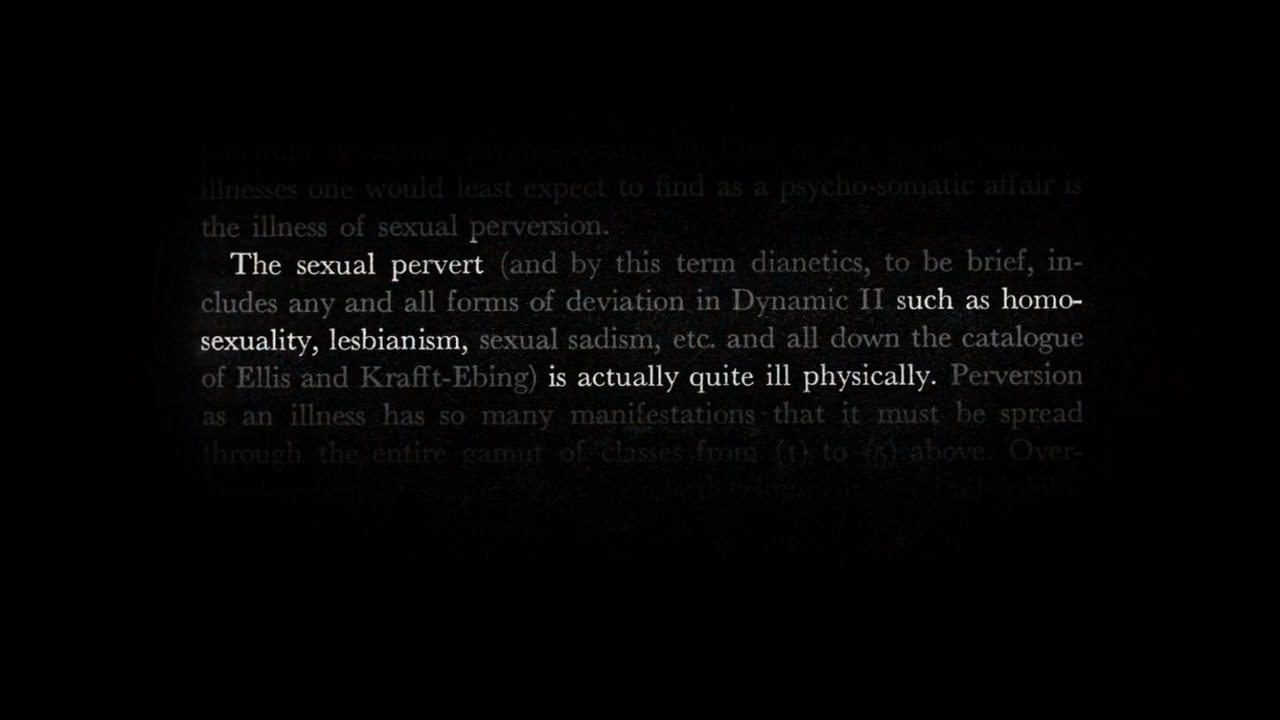 illnesses one would least expect to find as a psycho-somatic affair is
the illness of sexual perversion.
The sexual pervert (and by this term dianetics, to be brief, in-
cludes any and all forms of deviation in Dynamic II such as homo-
sexuality, lesbianism, sexual sadism, etc. and all down the catalogue
of Ellis and Krafft-Ebing) is actually quite ill physically. Perversion
as an illness has so many manifestations that it must be spread
through the entire gamut of classes from (1) to (5) above. Over-